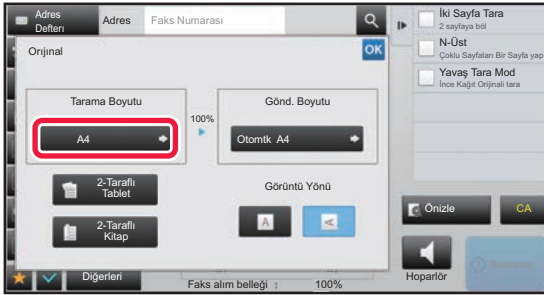 Adres
Defteri
Adres
Faks Numarası
Orijinal
OK
Tarama Boyutu
100%
Gönd. Boyutu
A4
Otomtk A4
2-Taraflı
Tablet
2-Taraflı
Kitap
Görüntü Yönü
A
A
Diğerleri
Faks alım belleği :
100%
İki Sayfa Tara
2 sayfaya böl
N-Üst
Çoklu Sayfaları Bir Sayfa yap
Yavaş Tara Mod
İnce Kağıt Orijinali tara
Önizle
CA
Hoparlör